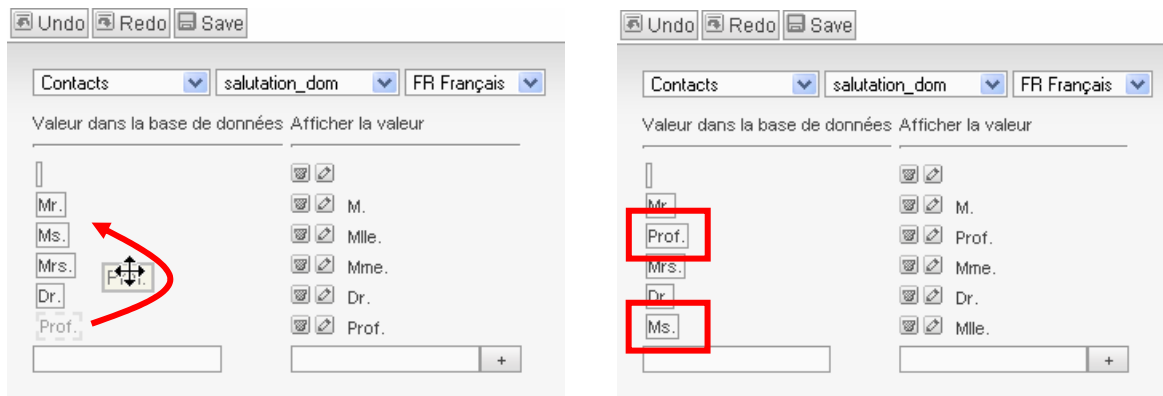 Undo Redo Save
Contacts salutation_dom FR Français
Valeur dans la base de données Afficher la valeur
Mr. M.
Ms. Mlle.
Mrs. Mme.
Prof.
Dr. Dr.
Prof. Prof.
+
Undo Redo Save
Contacts salutation_dom FR Français
Valeur dans la base de données Afficher la valeur
Mr. M.
Prof. Prof.
Mrs. Mme.
Dr. Dr.
Ms. Mlle.
+